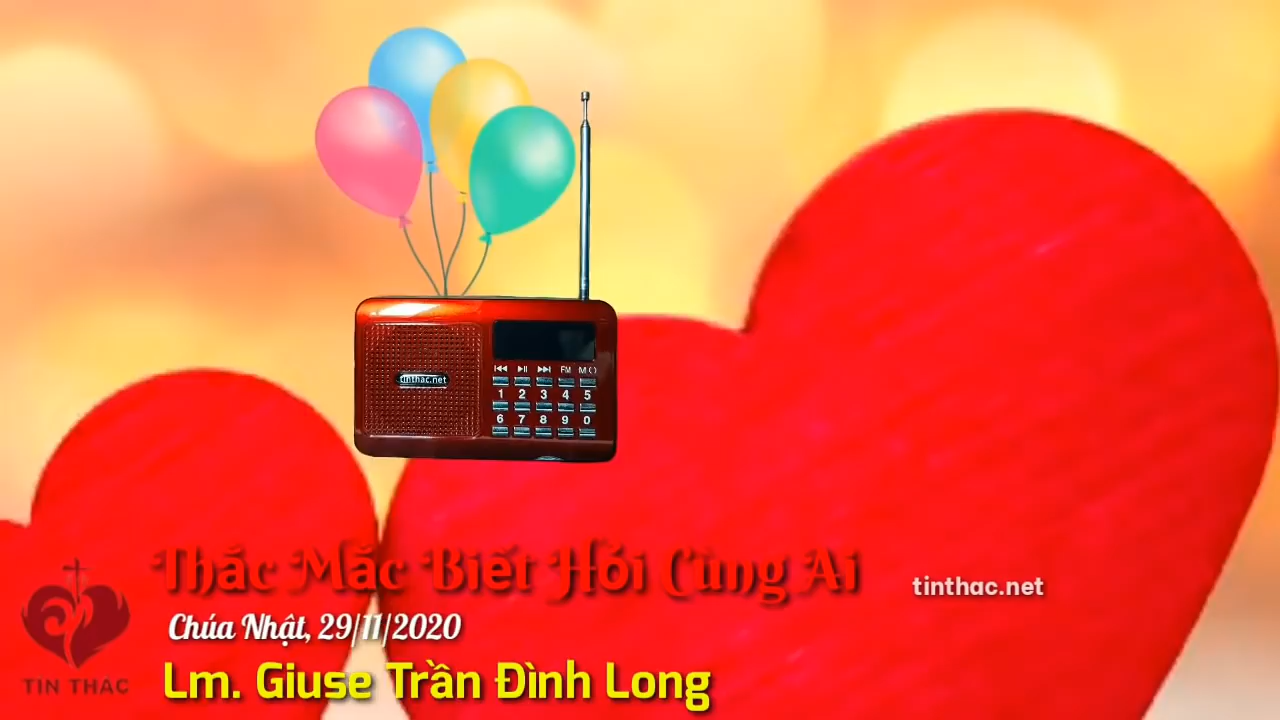 tinthac.net
FM M
1 2 3 4 5
6 7 8 9 0
Thắc Mắc Biết Hỏi Cùng Ai
tinthac.net
Chúa Nhật, 29/11/2020
Lm. Giuse Trần Đình Long
TIN THAC